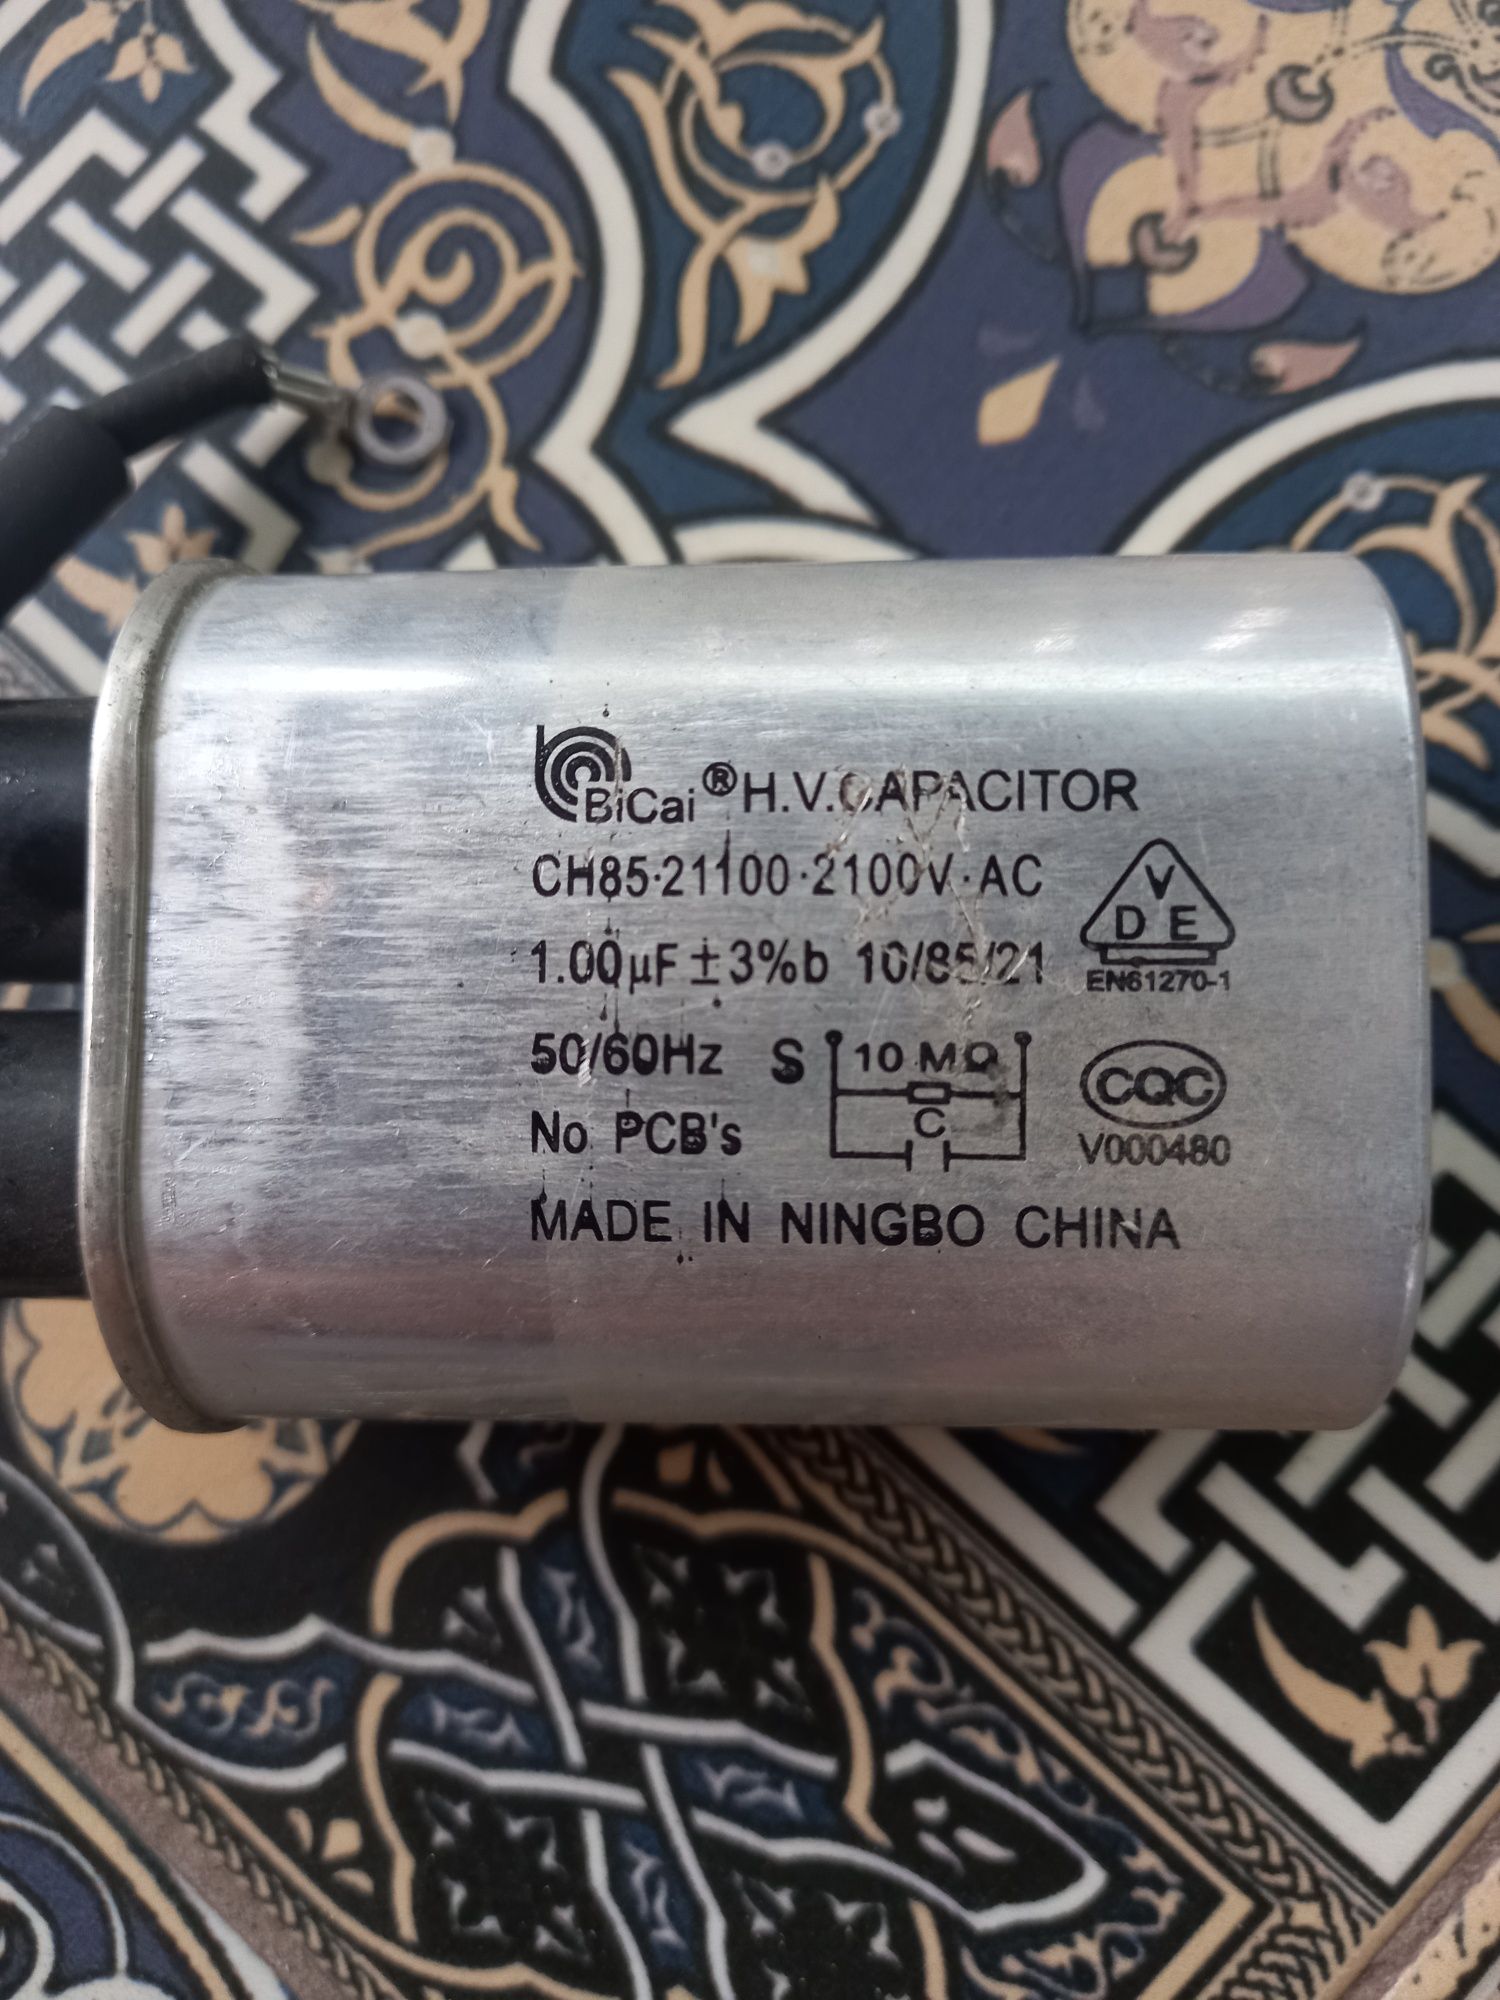 BiCai ® H.V.CAPACITOR
CH85·21100·2100V·AC
1.00µF±3%b 10/85/21
50/60Hz S
10 MΩ
C
No PCB's
MADE IN NINGBO CHINA
V
D E
EN61270-1
CQC
V000480